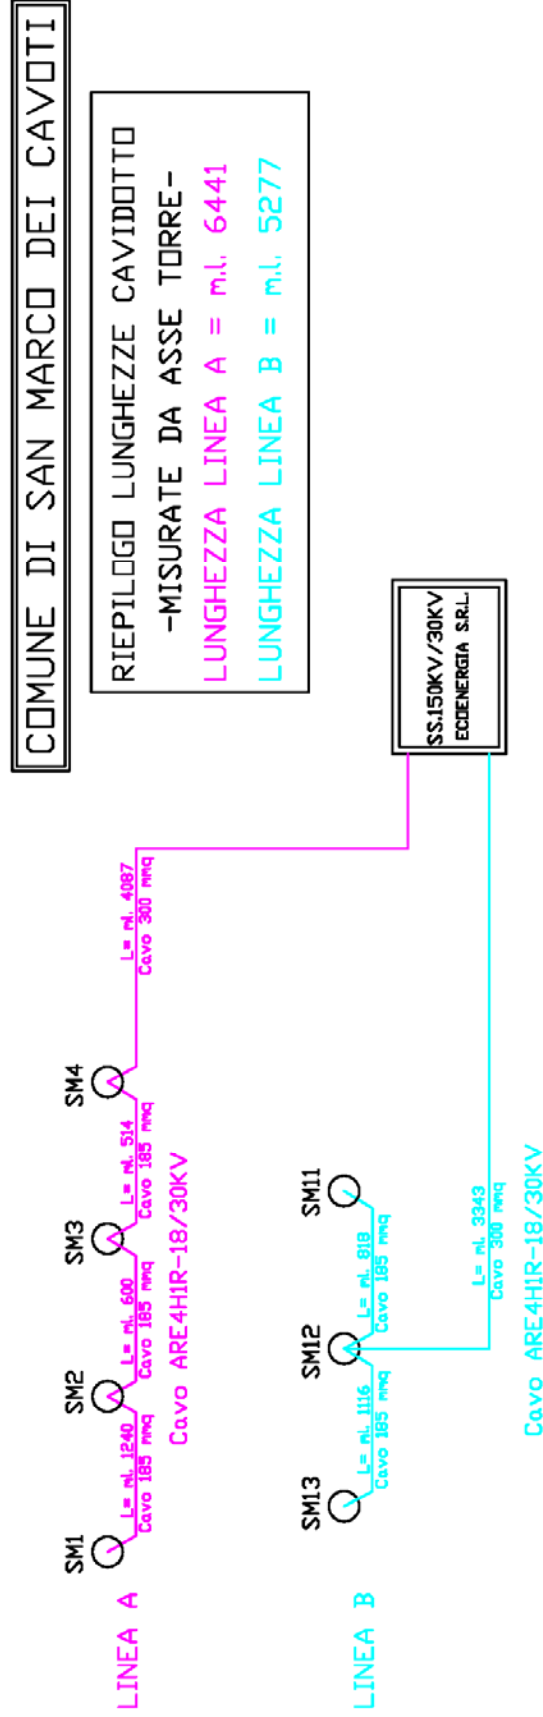 COMUNE DI SAN MARCO DEI CAVOTI
RIEPILOGO LUNGHEZZE CAVIDOTTO
-MISURATE DA ASSE TORRE-
LUNGHEZZA LINEA A = m.l. 6441
LUNGHEZZA LINEA B = m.l. 5277
LINEA A
SM1
SM2
SM3
SM4
L= ml. 1240
Cavo 185 mmq
L= ml. 600
Cavo 185 mmq
L= ml. 514
Cavo 185 mmq
L= ml. 4087
Cavo 300 mmq
Cavo ARE4H1R-18/30KV
LINEA B
SM13
SM12
SM11
L= ml. 1116
Cavo 185 mmq
L= ml. 818
Cavo 185 mmq
L= ml. 3343
Cavo 300 mmq
Cavo ARE4H1R-18/30KV
SS.150KV/30KV
ECOENERGIA S.R.L.